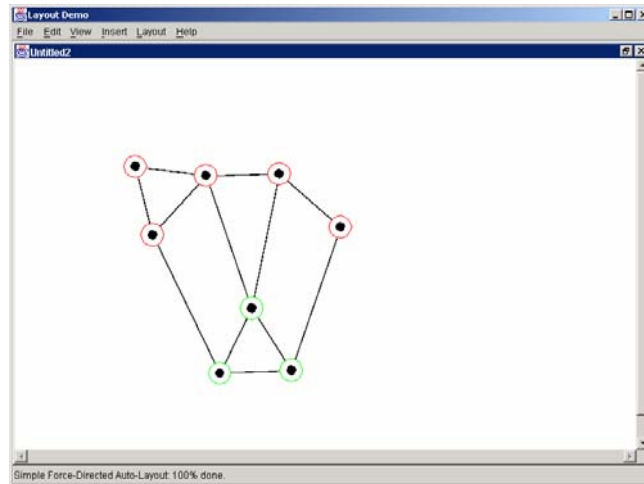 Layout Demo
File Edit View Insert Layout Help
Untitled2
Simple Force-Directed Auto-Layout: 100% done.